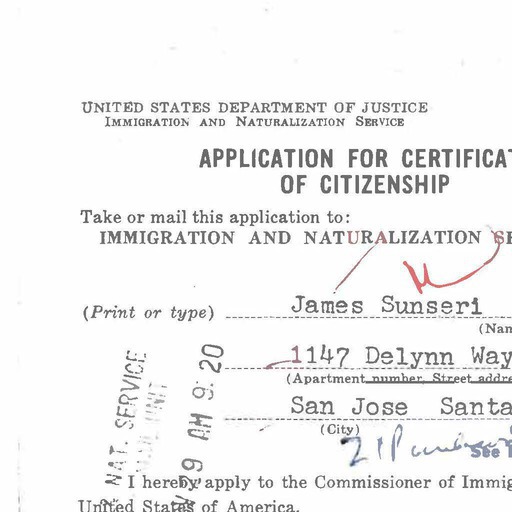 UNITED STATES DEPARTMENT OF JUSTICE
IMMIGRATION AND NATURALIZATION SERVICE
APPLICATION FOR CERTIFICAT
OF CITIZENSHIP
Take or mail this application to:
IMMIGRATION AND NATURALIZATION SE
(Print or type) James Sunseri
(Nam
1147 Delynn Way
(Apartment number, Street addre
San Jose Santa
(City)
See
I hereby apply to the Commissioner of Immig
United States of America.
NAT. SERVICE
UNIT
9 AM 9:20